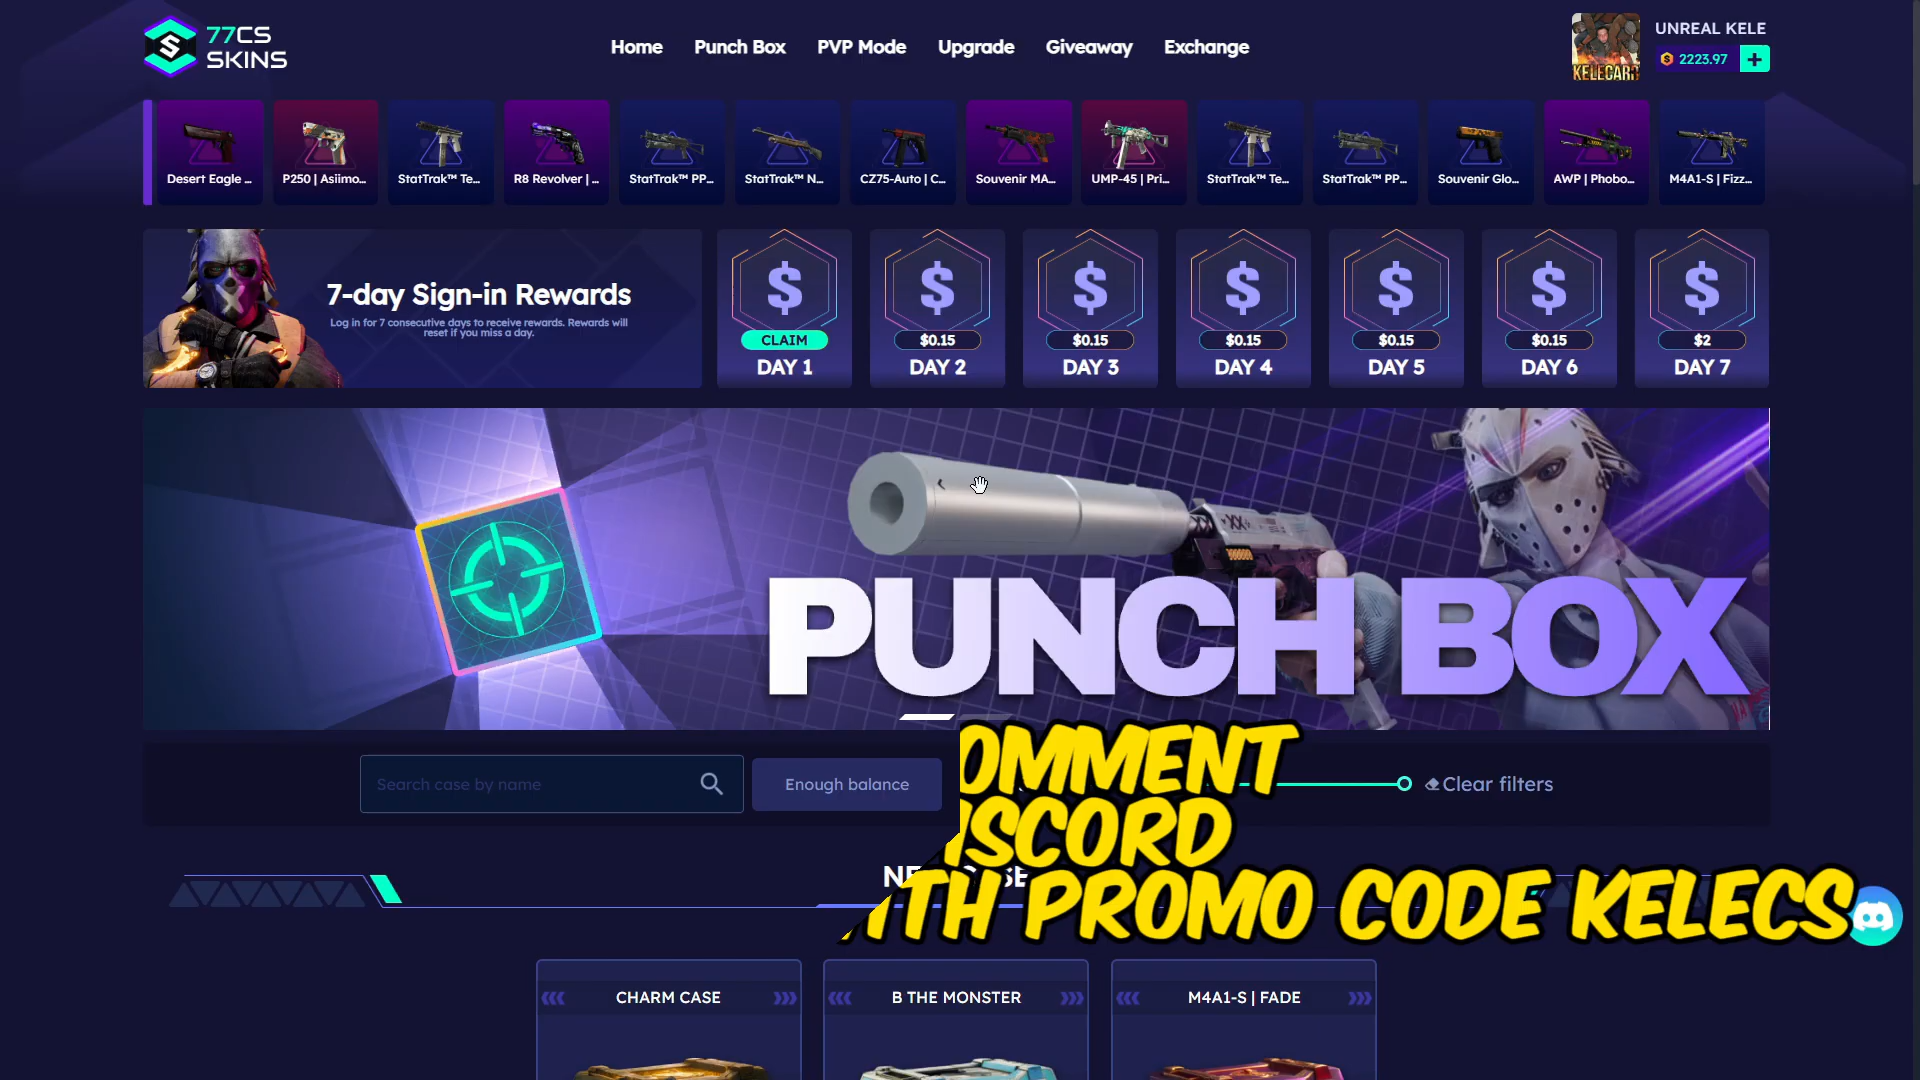 77CS
SKINS
Home
Punch Box
PVP Mode
Upgrade
Giveaway
Exchange
UNREAL KELE
2223.97
KELECARR
Desert Eagle ...
P250 | Asiimo...
StatTrak™ Te...
R8 Revolver | ...
StatTrak™ PP...
StatTrak™ N...
CZ75-Auto | C...
Souvenir MA...
UMP-45 | Pri...
StatTrak™ Te...
StatTrak™ PP...
Souvenir Glo...
AWP | Phobo...
M4A1-S | Fizz...
7-day Sign-in Rewards
Log in for 7 consecutive days to receive rewards. Rewards will
reset if you miss a day.
CLAIM
DAY 1
$0.15
DAY 2
$0.15
DAY 3
$0.15
DAY 4
$0.15
DAY 5
$0.15
DAY 6
$2
DAY 7
PUNCH BOX
Search case by name
Enough balance
Clear filters
OMMENT
ISCORD
ITH PROMO CODE KELECS
CHARM CASE
B THE MONSTER
M4A1-S | FADE